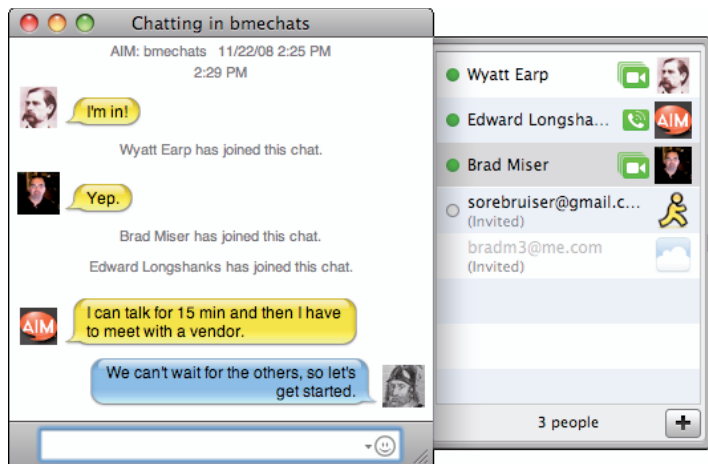 Chatting in bmechats
AIM: bmechats 11/22/08 2:25 PM
2:29 PM
I'm in!
Wyatt Earp has joined this chat.
Yep.
Brad Miser has joined this chat.
Edward Longshanks has joined this chat.
AIM
I can talk for 15 min and then I have
to meet with a vendor.
We can't wait for the others, so let's
get started.
Wyatt Earp
Edward Longsha...
AIM
Brad Miser
sorebruiser@gmail.c...
(Invited)
bradm3@me.com
(Invited)
3 people